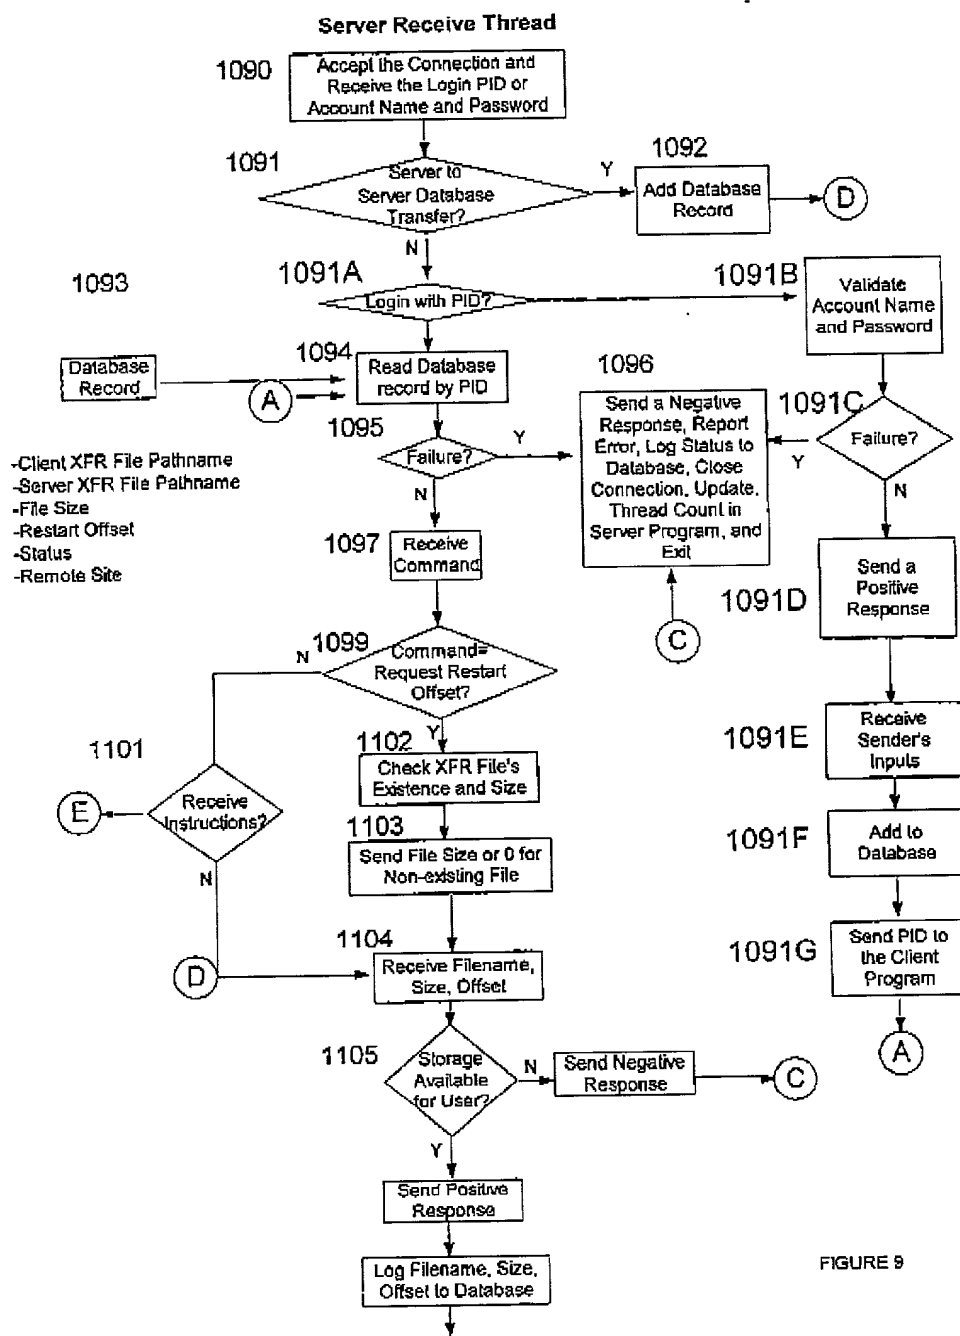 Server Receive Thread
1090
Accept the Connection and
Receive the Login PID or
Account Name and Password
1091
Server to
Server Database
Transfer?
Y
1092
Add Database
Record
D
N
1091A
Login with PID?
1091B
Validate
Account Name
and Password
1093
Database
Record
A
1094
Read Database
record by PID
1095
Failure?
Y
N
1096
Send a Negative
Response, Report
Error, Log Status to
Database, Close
Connection, Update,
Thread Count in
Server Program, and
Exit
C
1091C
Failure?
Y
N
-Client XFR File Pathname
-Server XFR File Pathname
-File Size
-Restart Offset
-Status
-Remote Site
1097
Receive
Command
1091D
Send a
Positive
Response
1099
Command=
Request Restart
Offset?
N
Y
1091E
Receive
Sender's
Inputs
1101
Receive
Instructions?
E
N
1102
Check XFR File's
Existence and Size
1103
Send File Size or 0 for
Non-existing File
1091F
Add to
Database
1091G
Send PID to
the Client
Program
A
1104
Receive Filename,
Size, Offset
D
1105
Storage
Available
for User?
N
Send Negative
Response
C
Y
Send Positive
Response
Log Filename, Size,
Offset to Database
FIGURE 9